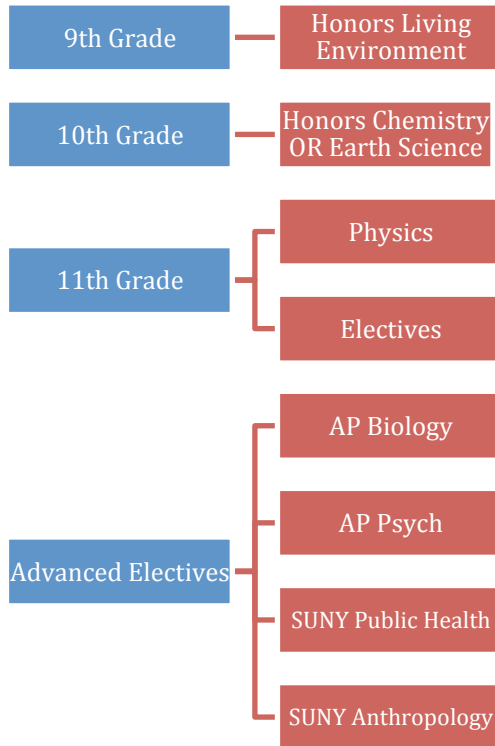 9th Grade
Honors Living
Environment
10th Grade
Honors Chemistry
OR Earth Science
11th Grade
Physics
Electives
Advanced Electives
AP Biology
AP Psych
SUNY Public Health
SUNY Anthropology